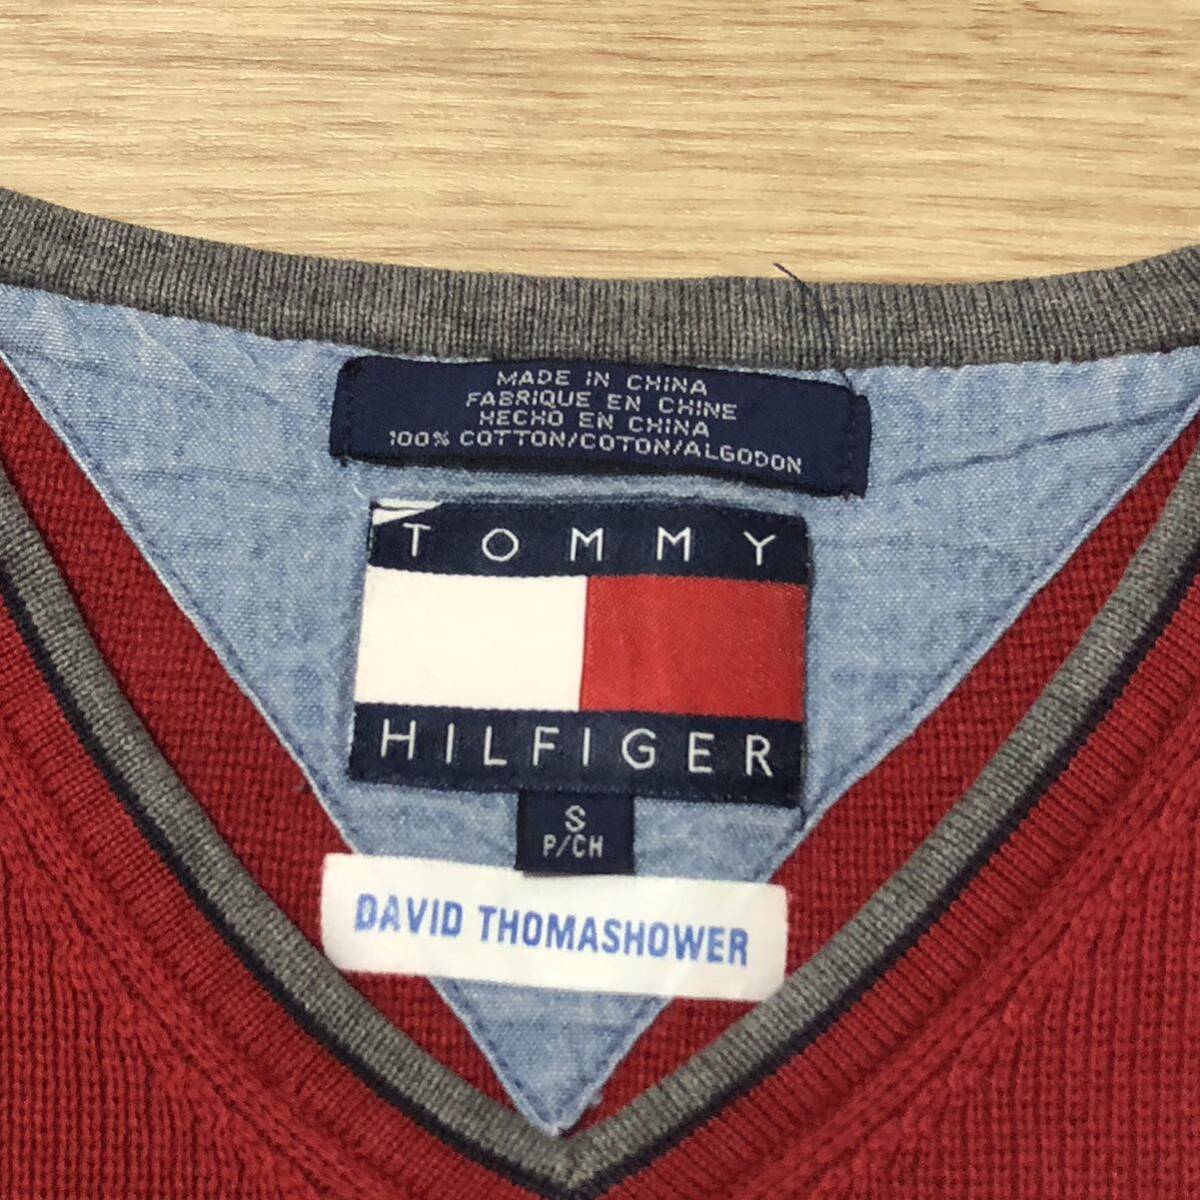 MADE IN CHINA
FABRIQUE EN CHINE
HECHO EN CHINA
100% COTTON/COTON/ALGODON
TOMMY
HILFIGER
S
P/CH
DAVID THOMASHOWER